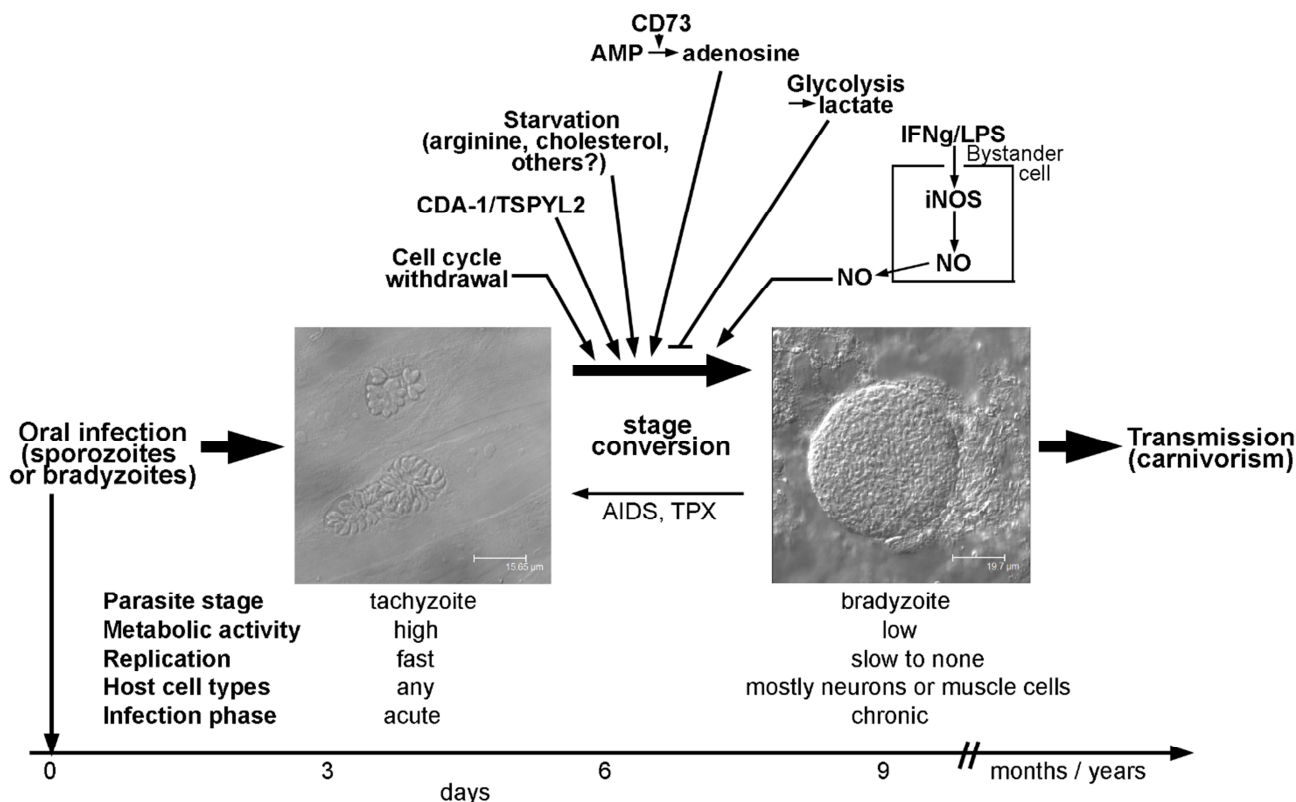 CD73
AMP adenosine
Glycolysis
lactate
Starvation
(arginine, cholesterol,
others?)
IFNg/LPS
Bystander
cell
iNOS
NO
NO
CDA-1/TSPYL2
Cell cycle
withdrawal
Oral infection
(sporozoites
or bradyzoites)
15.65 µm
stage
conversion
AIDS, TPX
19.7 µm
Transmission
(carnivorism)
Parasite stage tachyzoite bradyzoite
Metabolic activity high low
Replication fast slow to none
Host cell types any mostly neurons or muscle cells
Infection phase acute chronic
0 3 6 9 months / years
days